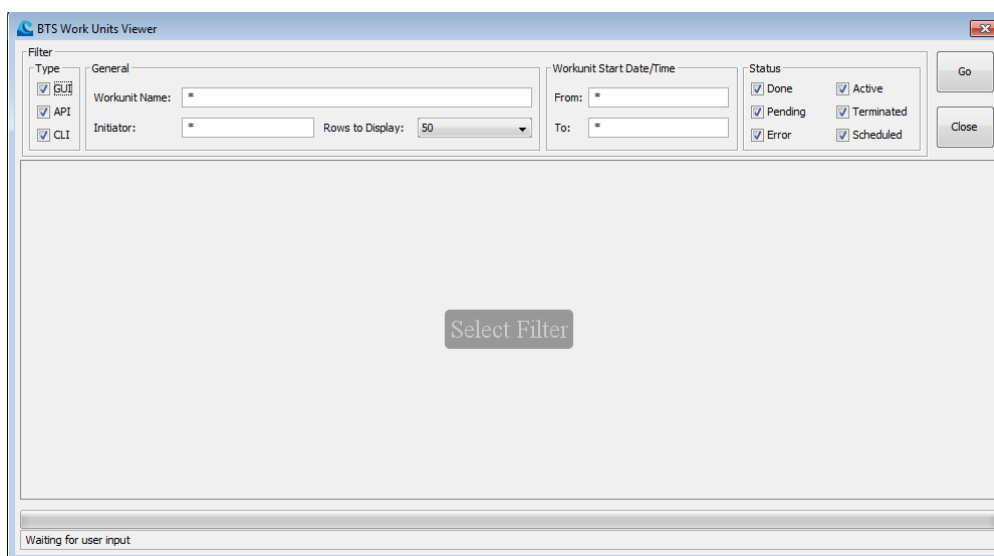 BTS Work Units Viewer
Filter
Type
GUI
API
CLI
General
Workunit Name: *
Initiator: * Rows to Display: 50
Workunit Start Date/Time
From: *
To: *
Status
Done Active
Pending Terminated
Error Scheduled
Go
Close
Select Filter
Waiting for user input